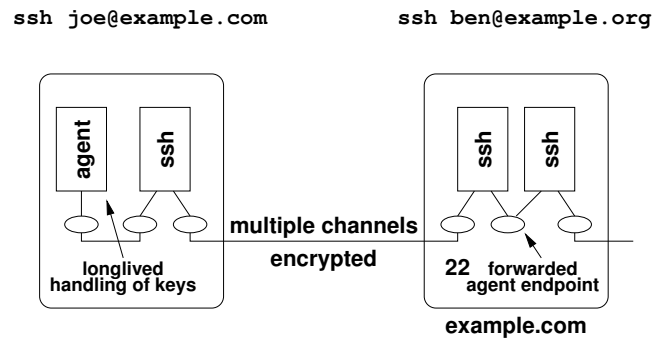 ssh joe@example.com
ssh ben@example.org
agent
ssh
ssh
ssh
multiple channels
encrypted
longlived
handling of keys
22
forwarded
agent endpoint
example.com